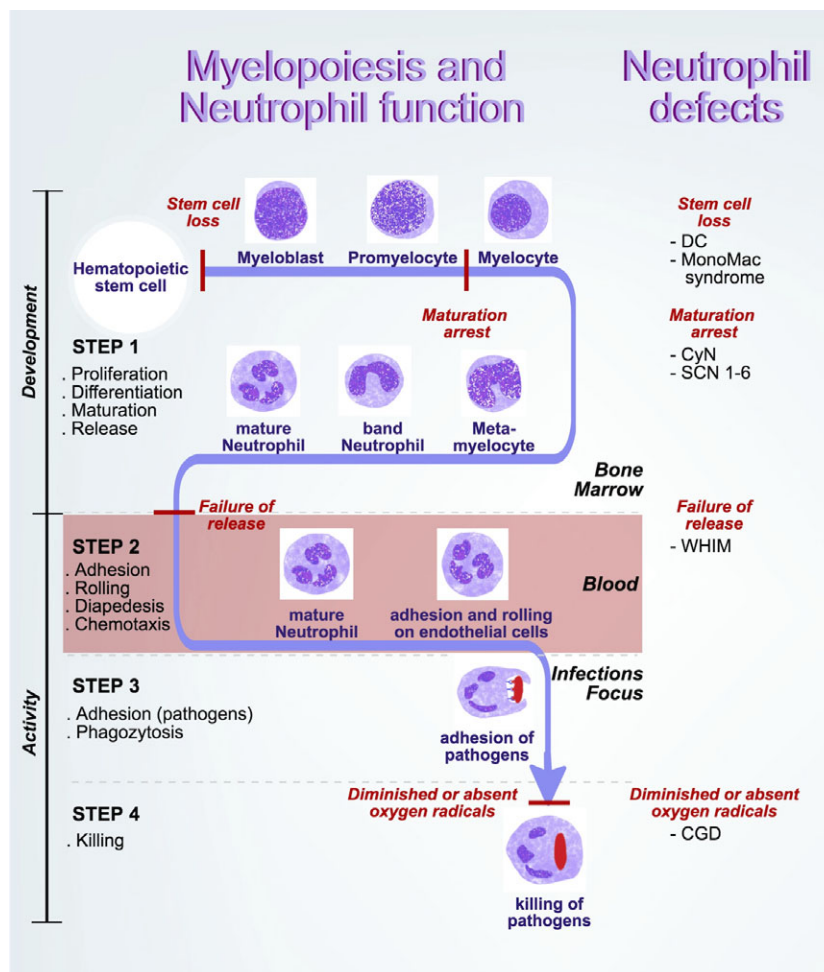 Myelopoiesis and
Neutrophil function
Neutrophil
defects
Development
Stem cell
loss
Hematopoietic
stem cell
Myeloblast
Promyelocyte
Myelocyte
Stem cell
loss
- DC
- MonoMac
syndrome
Maturation
arrest
Maturation
arrest
- CyN
- SCN 1-6
STEP 1
. Proliferation
. Differentiation
. Maturation
. Release
mature
Neutrophil
band
Neutrophil
Meta-
myelocyte
Bone
Marrow
Failure of
release
Failure of
release
- WHIM
Activity
STEP 2
. Adhesion
. Rolling
. Diapedesis
. Chemotaxis
mature
Neutrophil
adhesion and rolling
on endothelial cells
Blood
STEP 3
. Adhesion (pathogens)
. Phagozytosis
Infections
Focus
adhesion of
pathogens
STEP 4
. Killing
Diminished or absent
oxygen radicals
Diminished or absent
oxygen radicals
- CGD
killing of
pathogens